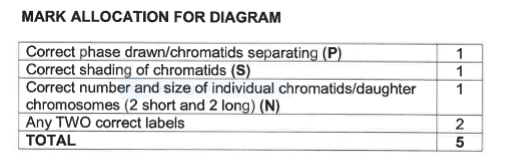 MARK ALLOCATION FOR DIAGRAM
Correct phase drawn/chromatids separating (P) 1
Correct shading of chromatids (S) 1
Correct number and size of individual chromatids/daughter 1
chromosomes (2 short and 2 long) (N)
Any TWO correct labels 2
TOTAL 5